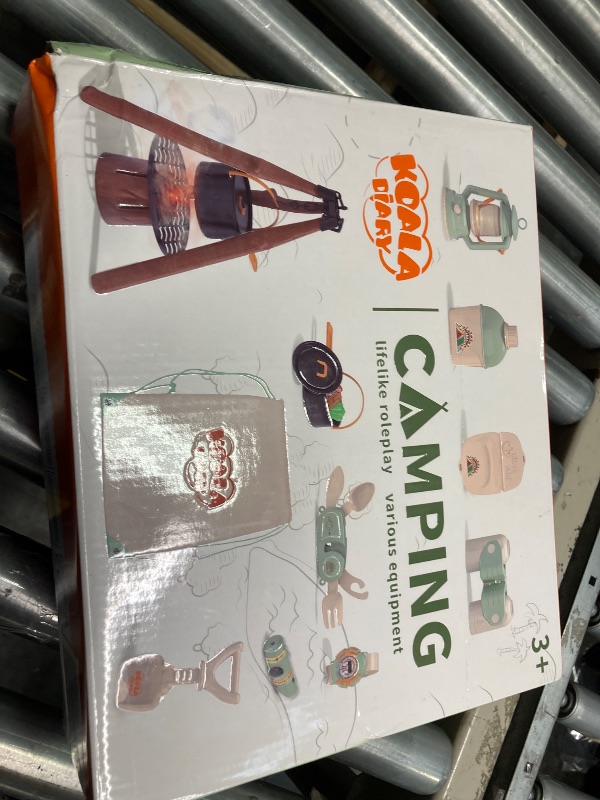 KOALA
DIARY
CAMPING
lifelike roleplay various equipment
3+